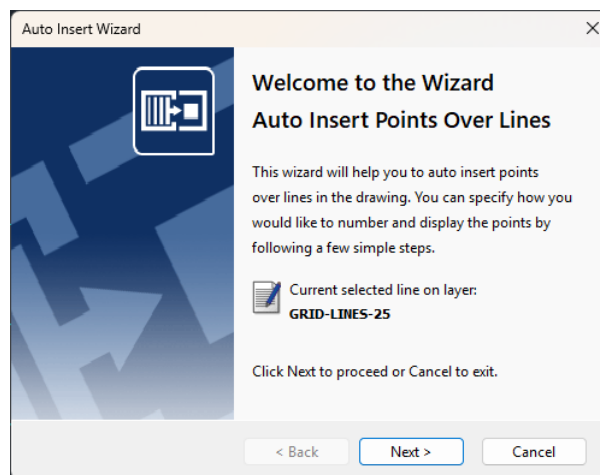 Auto Insert Wizard
Welcome to the Wizard
Auto Insert Points Over Lines
This wizard will help you to auto insert points
over lines in the drawing. You can specify how you
would like to number and display the points by
following a few simple steps.
Current selected line on layer:
GRID-LINES-25
Click Next to proceed or Cancel to exit.
< Back Next > Cancel